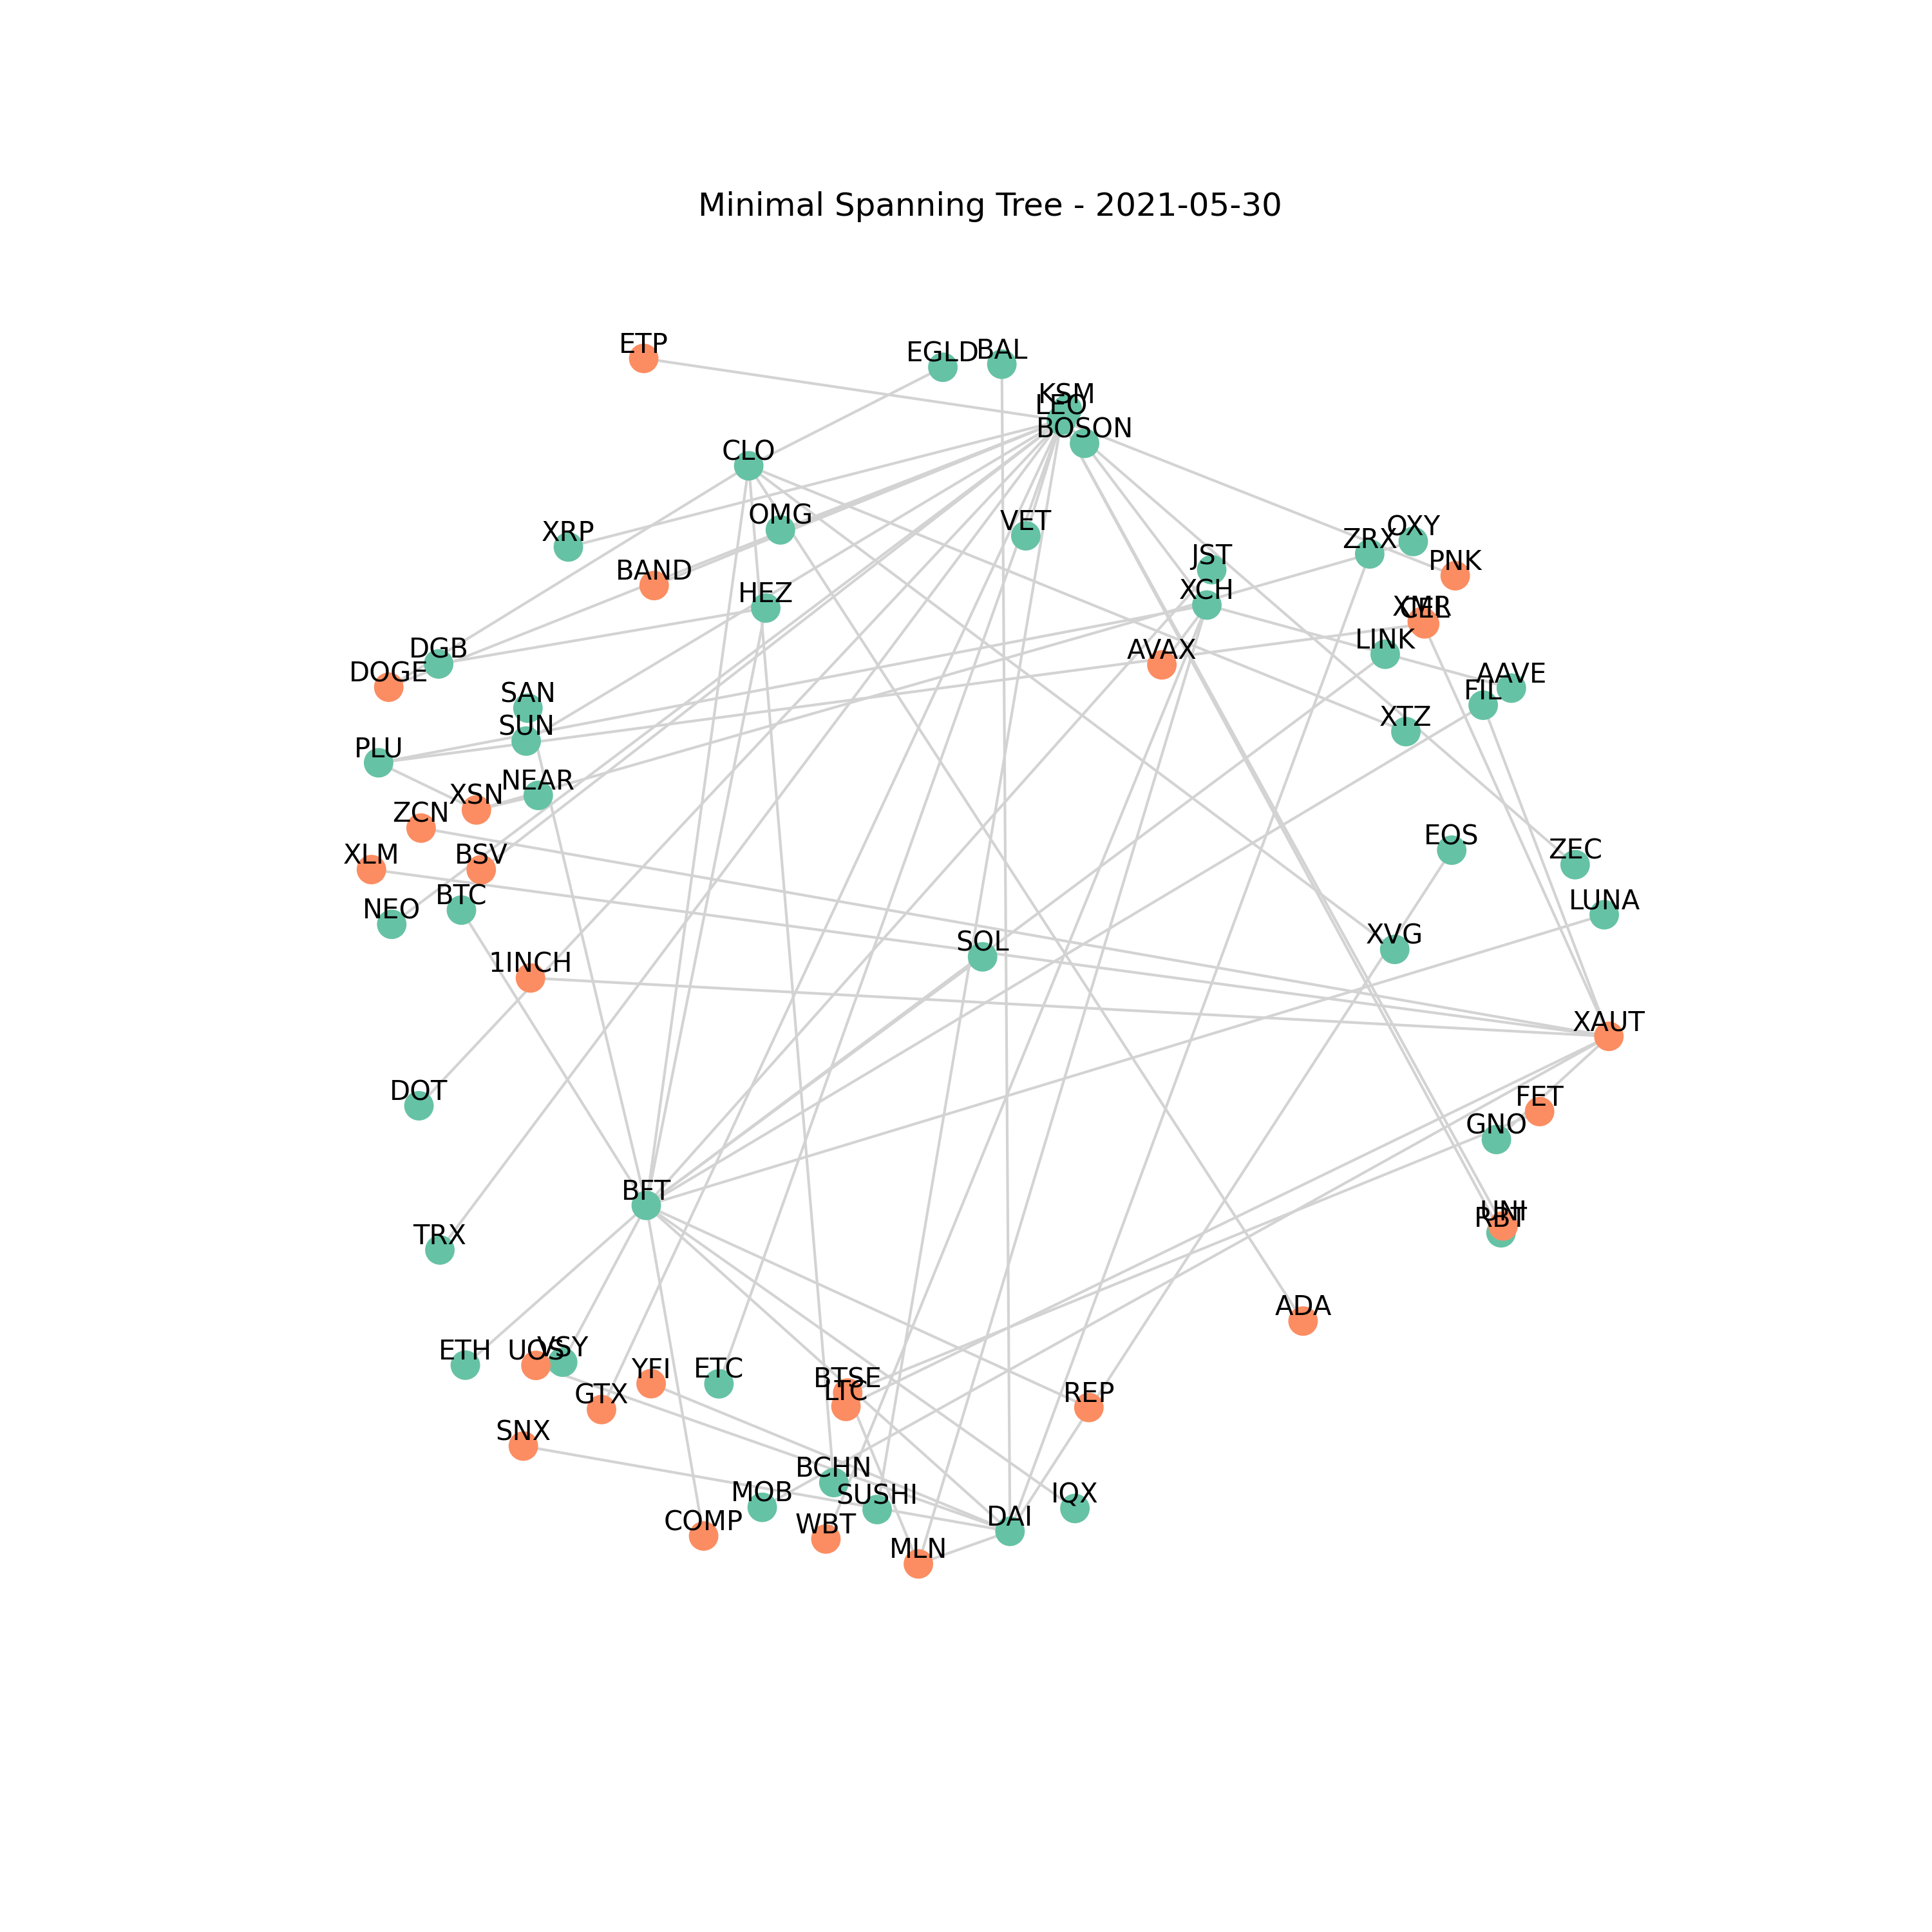 Minimal Spanning Tree - 2021-05-30
ETP
EGLD
BAL
KSM
LEO
BOSON
CLO
OMG
XRP
VET
OXY
ZRX
JST
PNK
BAND
HEZ
XCH
XMR
CEL
LINK
DGB
AVAX
DOGE
AAVE
FIL
SAN
XTZ
SUN
PLU
NEAR
XSN
ZCN
EOS
XLM
BSV
ZEC
BTC
LUNA
NEO
XVG
SOL
1INCH
XAUT
DOT
FET
GNO
BFT
UNI
RBT
TRX
ADA
ETH
UOS
VSY
YFI
ETC
BTSE
LTC
GTX
REP
SNX
BCHN
MOB
SUSHI
IQX
COMP
WBT
DAI
MLN